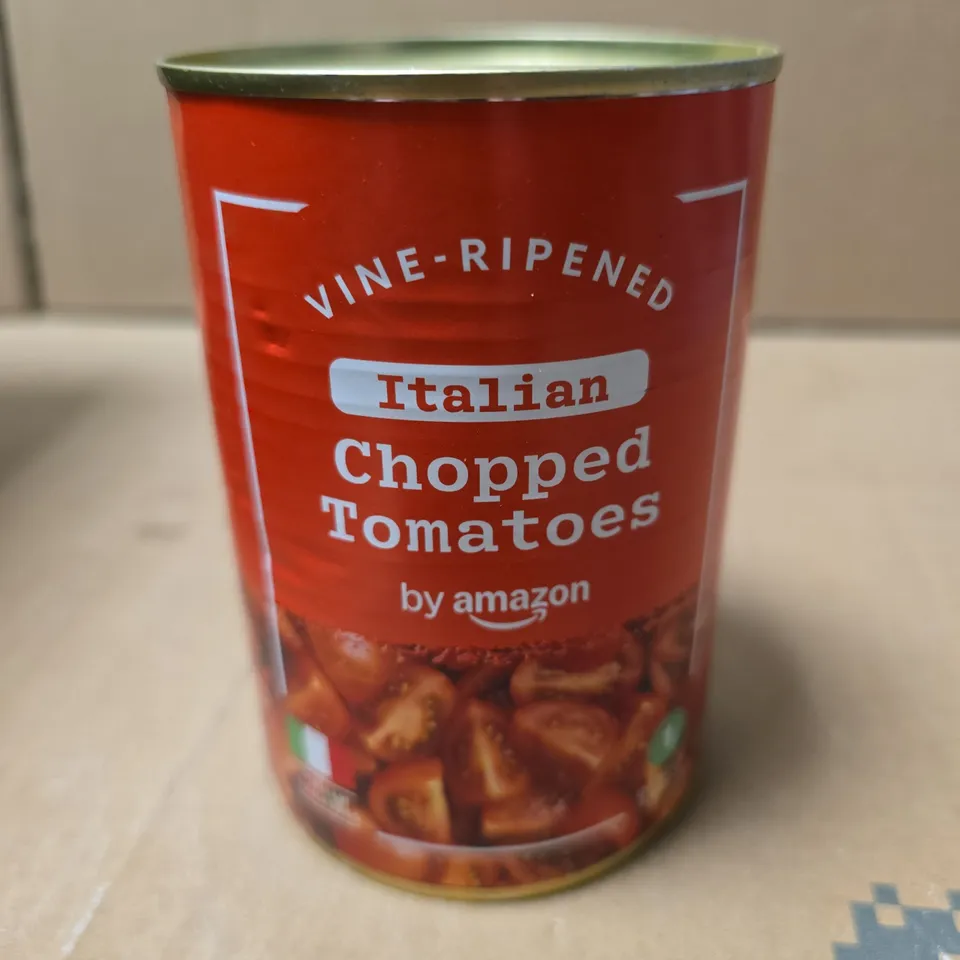 VINE-RIPENED
Italian
Chopped
Tomatoes
by amazon